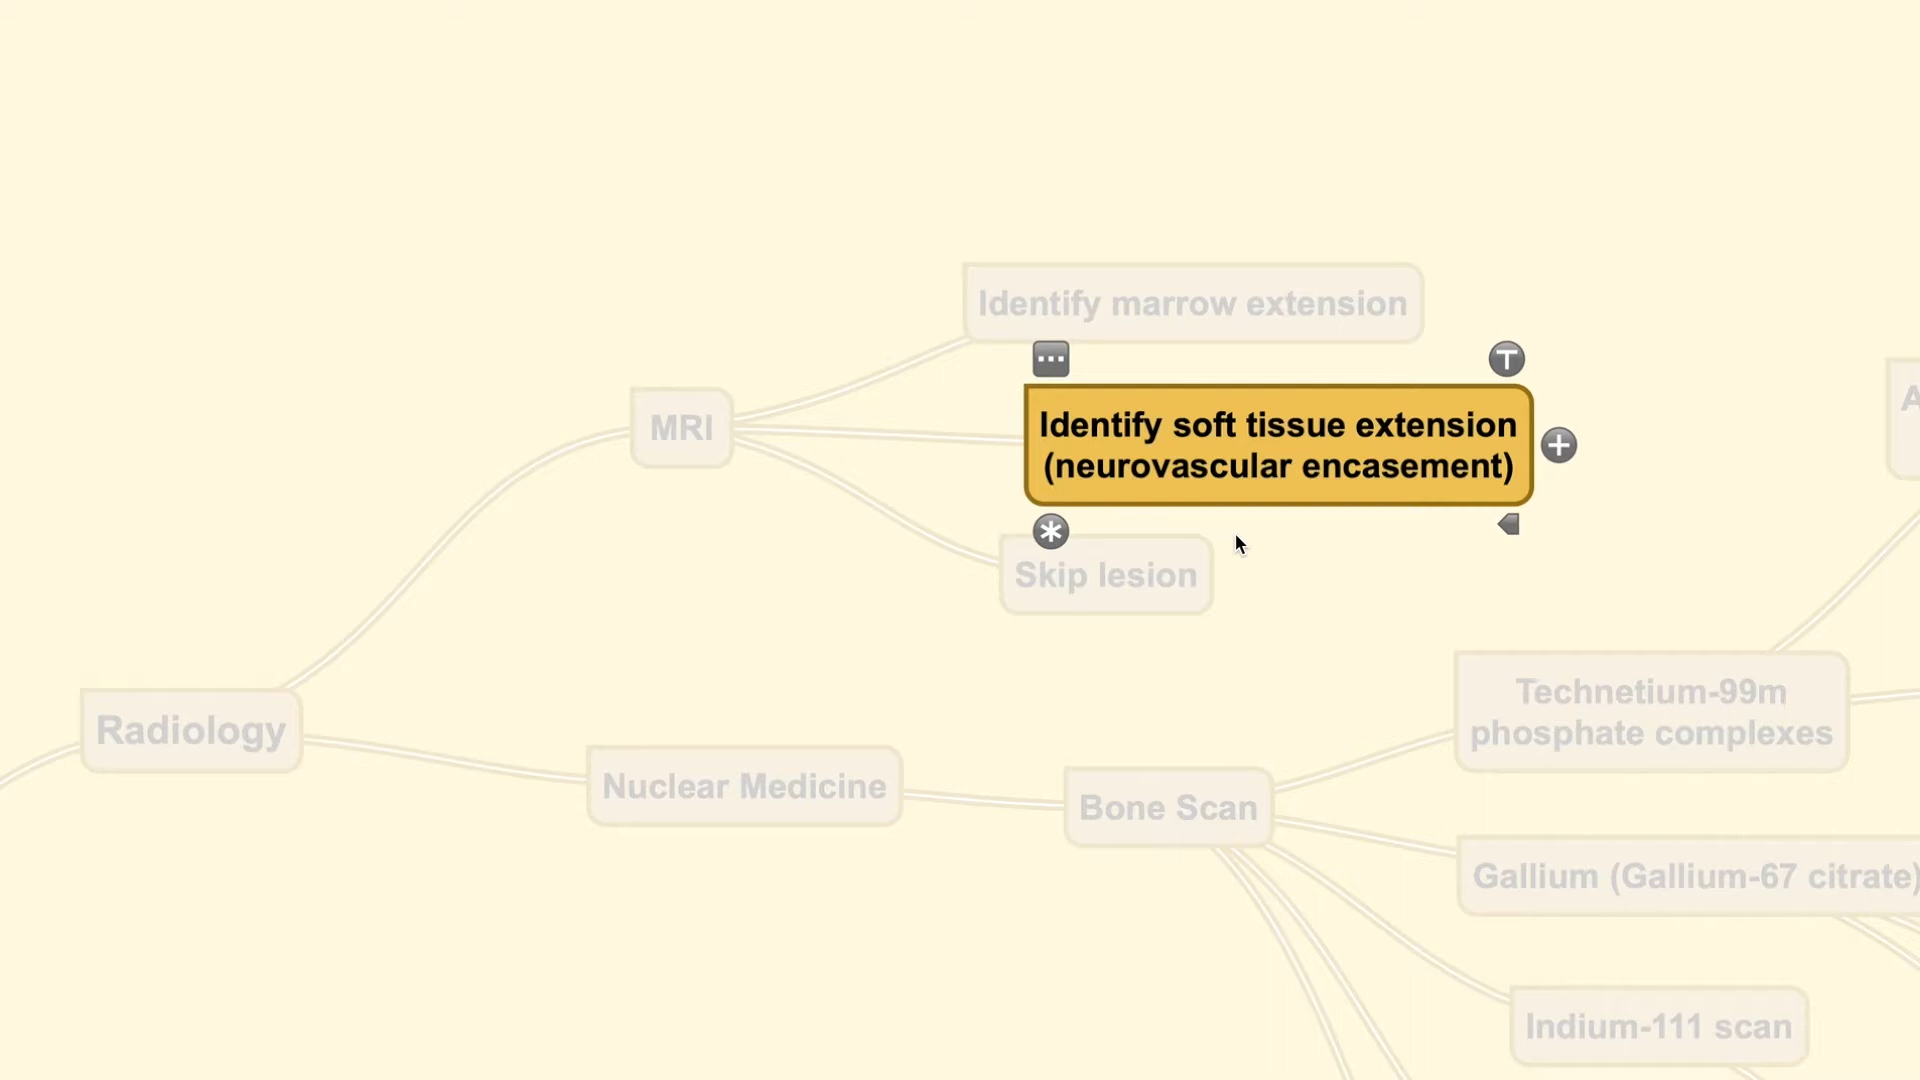 Identify marrow extension
MRI
Identify soft tissue extension
(neurovascular encasement)
Skip lesion
Radiology
Nuclear Medicine
Bone Scan
Technetium-99m
phosphate complexes
Gallium (Gallium-67 citrate)
Indium-111 scan